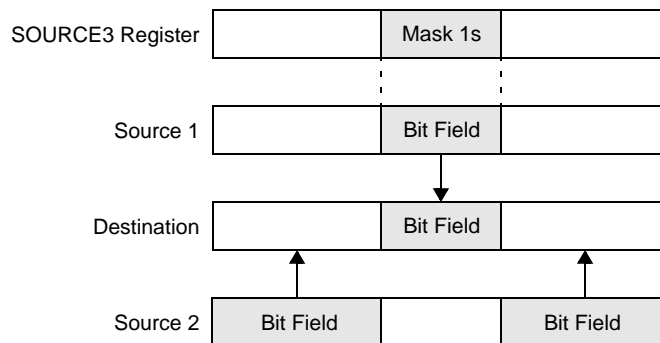 SOURCE3 Register Mask 1s
Source 1 Bit Field
Destination Bit Field
Source 2 Bit Field Bit Field